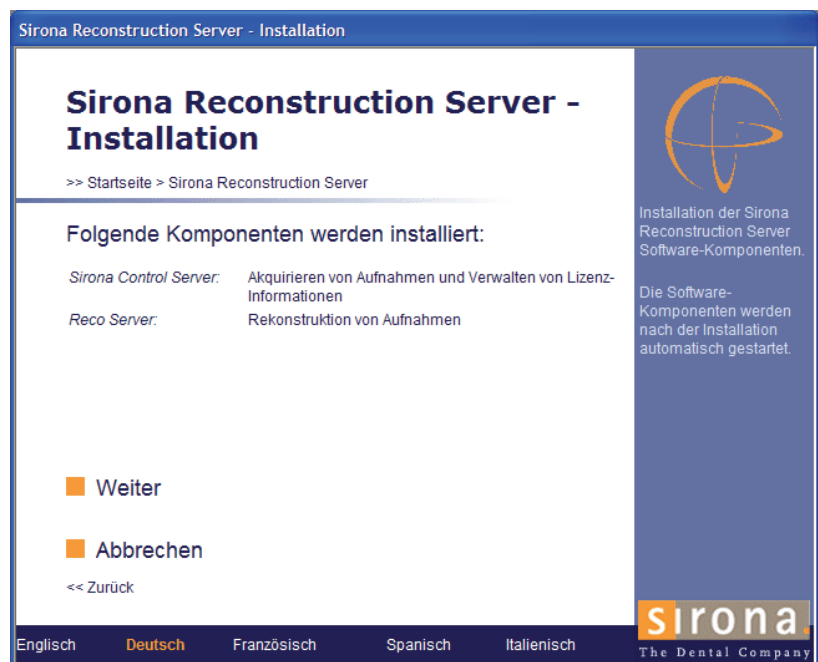 Sirona Reconstruction Server - Installation
Sirona Reconstruction Server -
Installation
>> Startseite > Sirona Reconstruction Server
Folgende Komponenten werden installiert:
Sirona Control Server: Akquirieren von Aufnahmen und Verwalten von Lizenz-
Informationen
Reco Server: Rekonstruktion von Aufnahmen
Weiter
Abbrechen
<< Zurück
Installation der Sirona
Reconstruction Server
Software-Komponenten.
Die Software-
Komponenten werden
nach der Installation
automatisch gestartet.
sirona.
The Dental Company
Englisch Deutsch Französisch Spanisch Italienisch